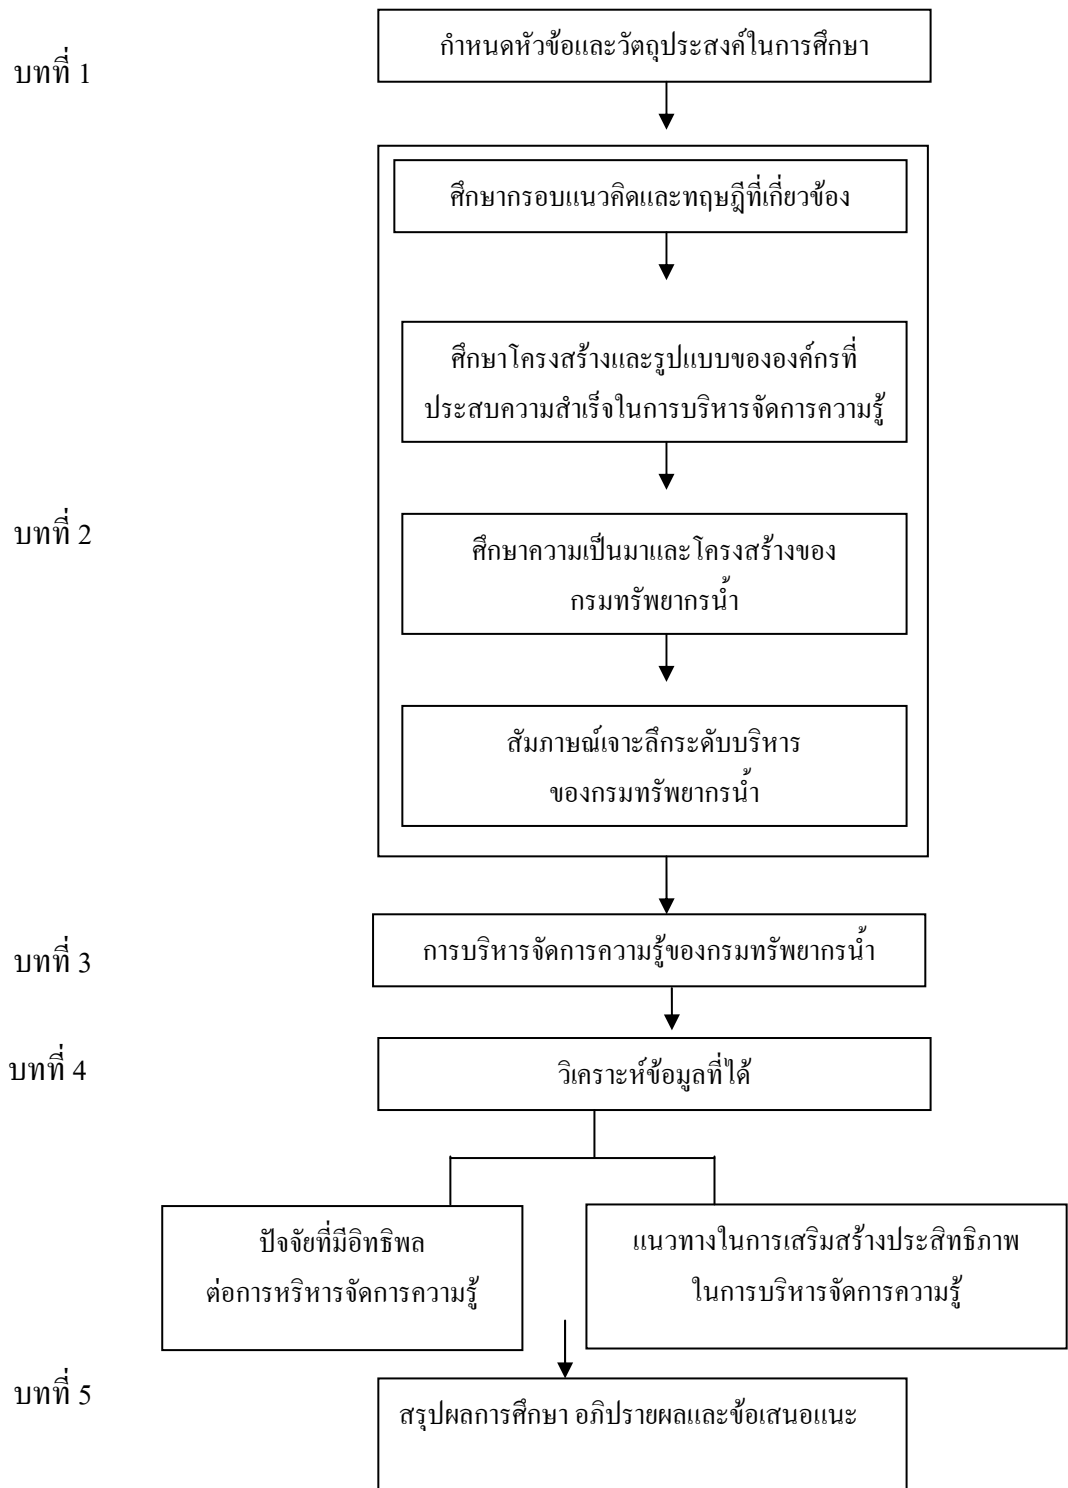 กำหนดหัวข้อและวัตถุประสงค์ในการศึกษา
บทที่ 1
ศึกษากรอบแนวคิดและทฤษฎีที่เกี่ยวข้อง
ศึกษาโครงสร้างและรูปแบบขององค์กรที่
ประสบความสำเร็จในการบริหารจัดการความรู้
บทที่ 2
ศึกษาความเป็นมาและโครงสร้างของ
กรมทรัพยากรน้ำ
สัมภาษณ์เจาะลึกระดับบริหาร
ของกรมทรัพยากรน้ำ
บทที่ 3
การบริหารจัดการความรู้ของกรมทรัพยากรน้ำ
บทที่ 4
วิเคราะห์ข้อมูลที่ได้
ปัจจัยที่มีอิทธิพล
ต่อการหริหารจัดการความรู้
แนวทางในการเสริมสร้างประสิทธิภาพ
ในการบริหารจัดการความรู้
บทที่ 5
สรุปผลการศึกษา อภิปรายผลและข้อเสนอแนะ